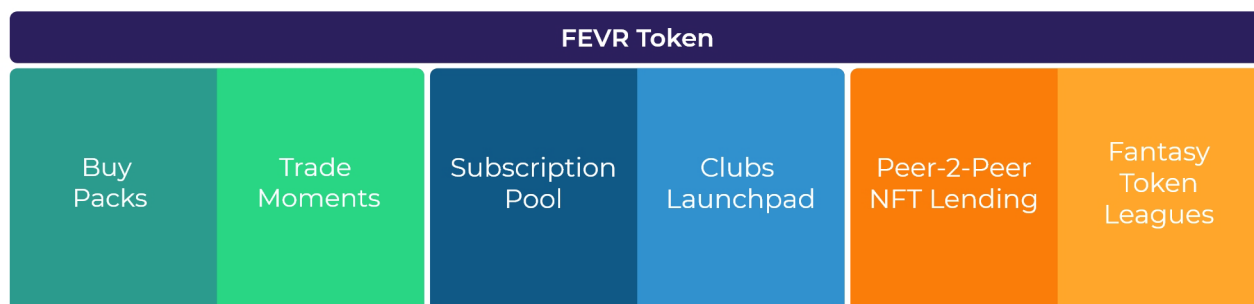 FEVR Token
Buy
Packs
Trade
Moments
Subscription
Pool
Clubs
Launchpad
Peer-2-Peer
NFT Lending
Fantasy
Token
Leagues